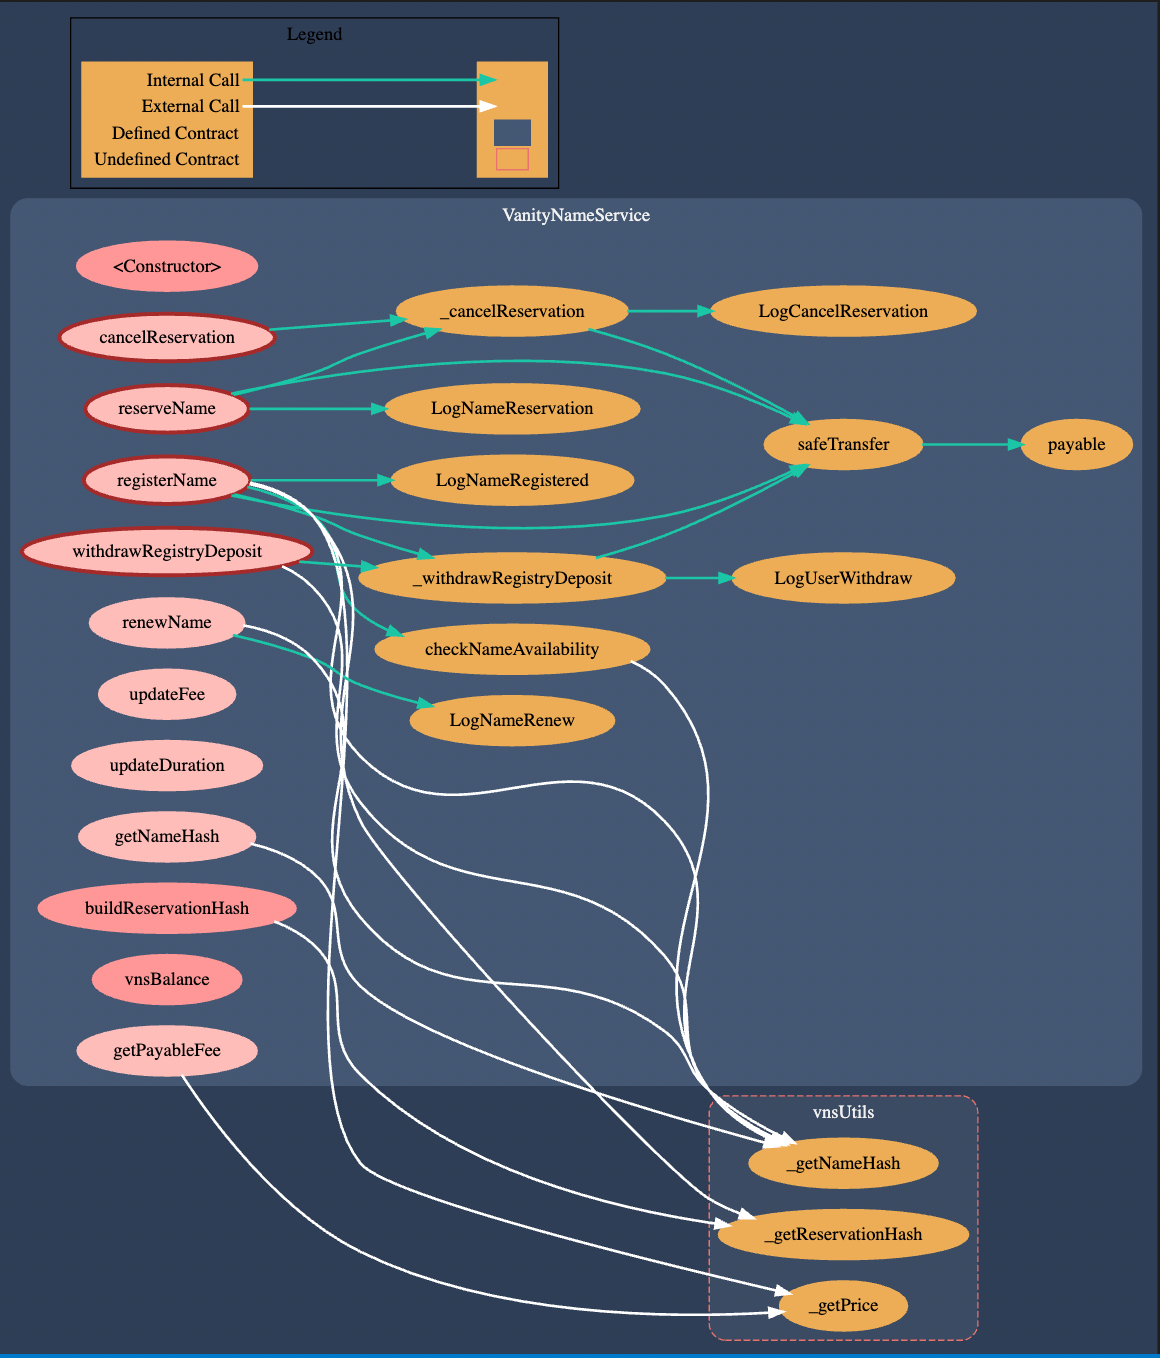 Legend
Internal Call
External Call
Defined Contract
Undefined Contract
VanityNameService
<Constructor>
cancelReservation
_cancelReservation
LogCancelReservation
reserveName
LogNameReservation
safeTransfer
payable
registerName
LogNameRegistered
withdrawRegistryDeposit
_withdrawRegistryDeposit
LogUserWithdraw
renewName
checkNameAvailability
updateFee
LogNameRenew
updateDuration
getNameHash
buildReservationHash
vnsBalance
getPayableFee
vnsUtils
_getNameHash
_getReservationHash
_getPrice